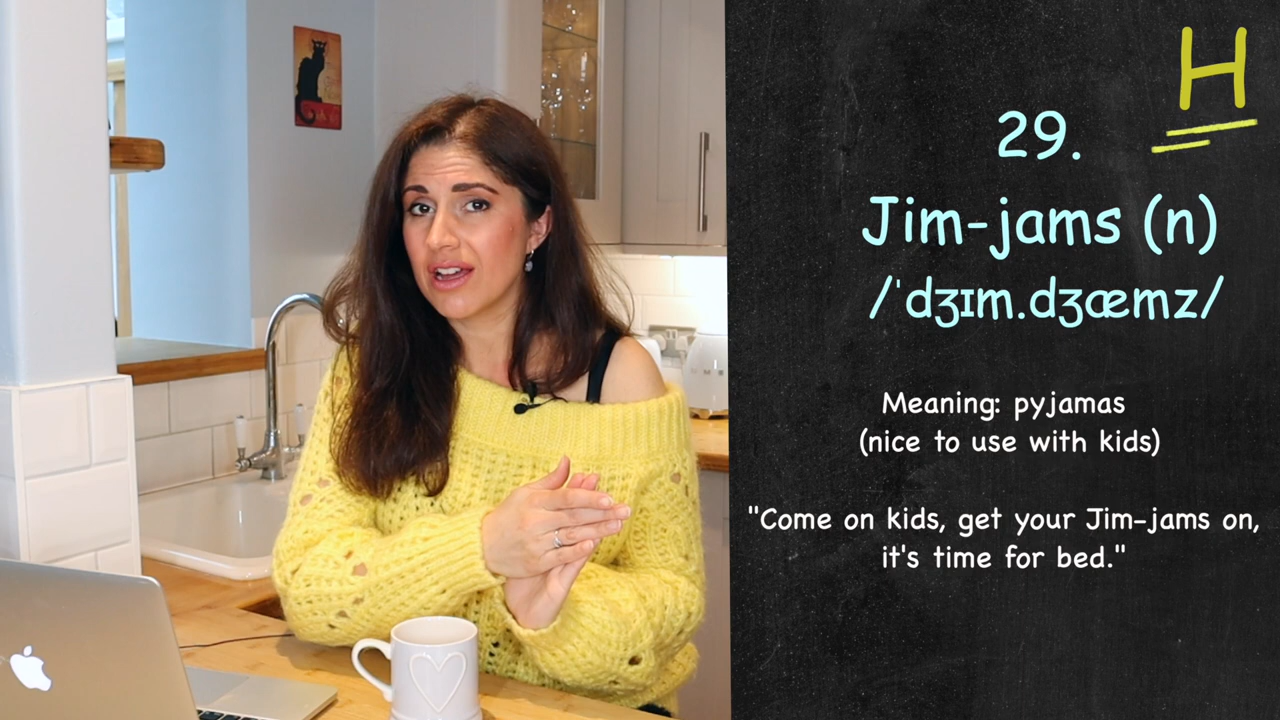 H
29.
Jim-jams (n)
/ˈdʒɪm.dʒæmz/
Meaning: pyjamas
(nice to use with kids)
"Come on kids, get your Jim-jams on,
it's time for bed."